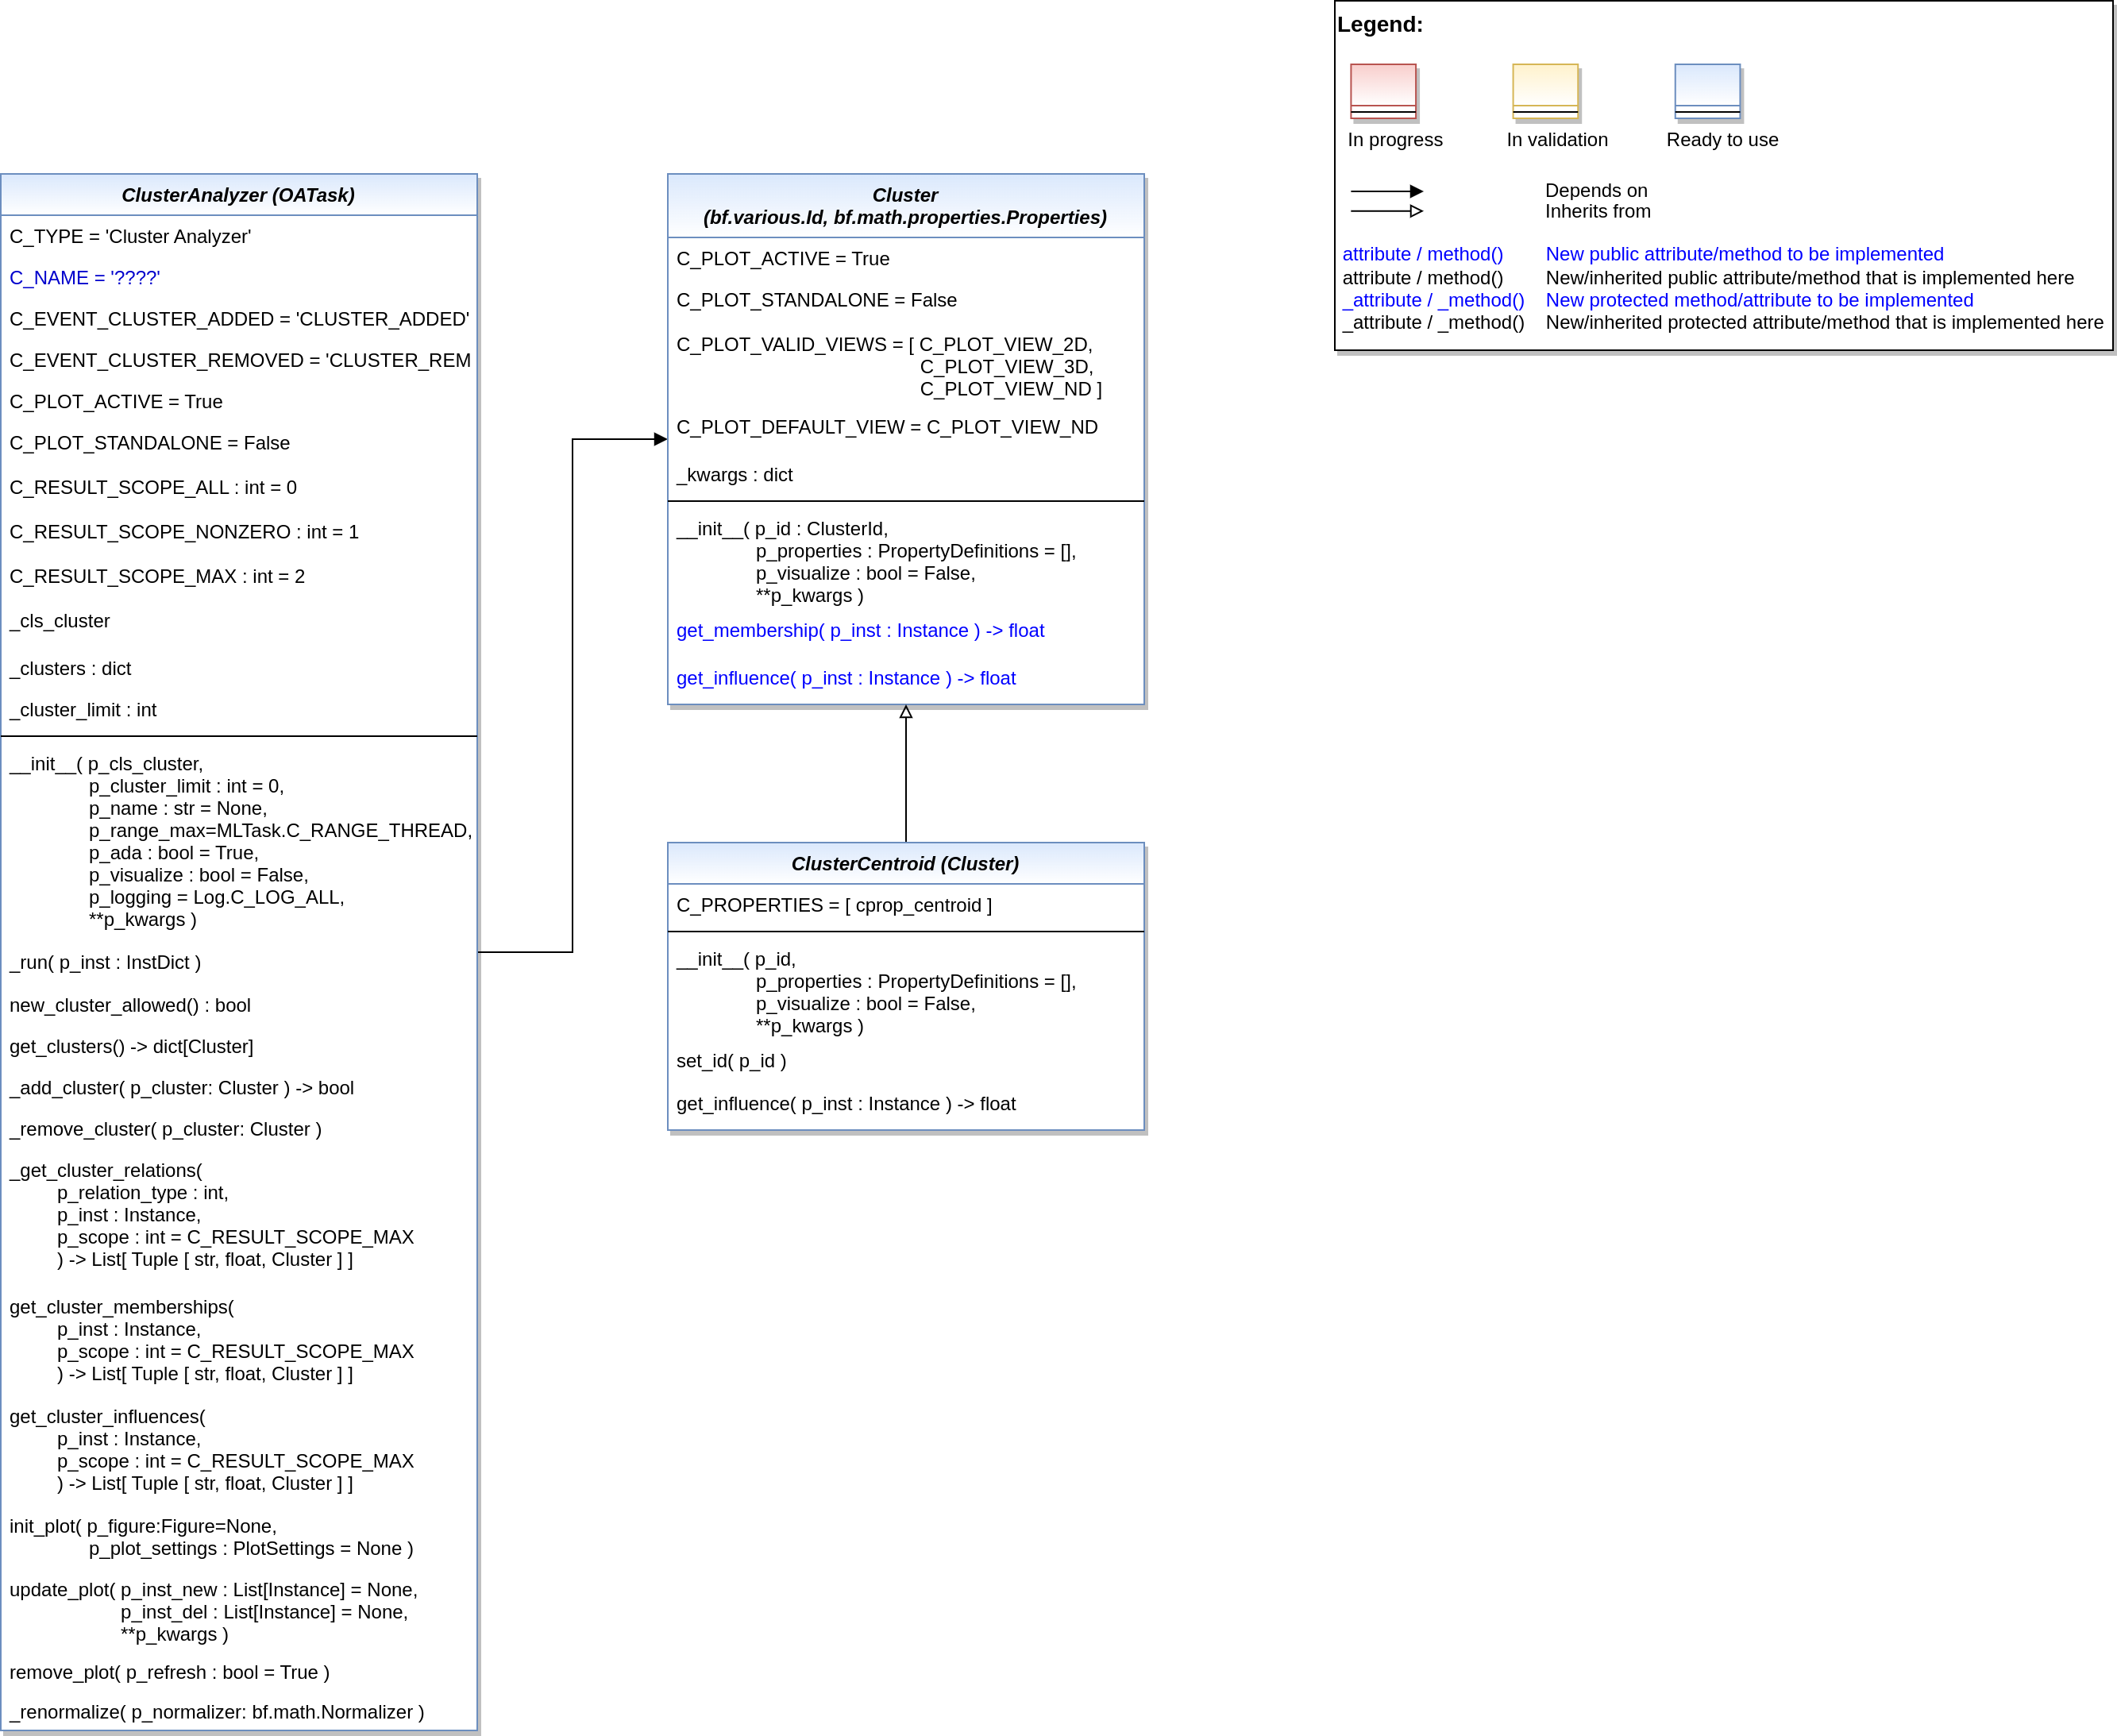 Legend:
In progress
In validation
Ready to use
Depends on
Inherits from
attribute / method() New public attribute/method to be implemented
attribute / method() New/inherited public attribute/method that is implemented here
_attribute / _method() New protected method/attribute to be implemented
_attribute / _method() New/inherited protected attribute/method that is implemented here
ClusterAnalyzer (OATask)
C_TYPE = 'Cluster Analyzer'
C_NAME = '????'
C_EVENT_CLUSTER_ADDED = 'CLUSTER_ADDED'
C_EVENT_CLUSTER_REMOVED = 'CLUSTER_REM
C_PLOT_ACTIVE = True
C_PLOT_STANDALONE = False
C_RESULT_SCOPE_ALL : int = 0
C_RESULT_SCOPE_NONZERO : int = 1
C_RESULT_SCOPE_MAX : int = 2
_cls_cluster
_clusters : dict
_cluster_limit : int
__init__( p_cls_cluster,
p_cluster_limit : int = 0,
p_name : str = None,
p_range_max=MLTask.C_RANGE_THREAD,
p_ada : bool = True,
p_visualize : bool = False,
p_logging = Log.C_LOG_ALL,
**p_kwargs )
_run( p_inst : InstDict )
new_cluster_allowed() : bool
get_clusters() -> dict[Cluster]
_add_cluster( p_cluster: Cluster ) -> bool
_remove_cluster( p_cluster: Cluster )
_get_cluster_relations(
p_relation_type : int,
p_inst : Instance,
p_scope : int = C_RESULT_SCOPE_MAX
) -> List[ Tuple [ str, float, Cluster ] ]
get_cluster_memberships(
p_inst : Instance,
p_scope : int = C_RESULT_SCOPE_MAX
) -> List[ Tuple [ str, float, Cluster ] ]
get_cluster_influences(
p_inst : Instance,
p_scope : int = C_RESULT_SCOPE_MAX
) -> List[ Tuple [ str, float, Cluster ] ]
init_plot( p_figure:Figure=None,
p_plot_settings : PlotSettings = None )
update_plot( p_inst_new : List[Instance] = None,
p_inst_del : List[Instance] = None,
**p_kwargs )
remove_plot( p_refresh : bool = True )
_renormalize( p_normalizer: bf.math.Normalizer )
Cluster
(bf.various.Id, bf.math.properties.Properties)
C_PLOT_ACTIVE = True
C_PLOT_STANDALONE = False
C_PLOT_VALID_VIEWS = [ C_PLOT_VIEW_2D,
C_PLOT_VIEW_3D,
C_PLOT_VIEW_ND ]
C_PLOT_DEFAULT_VIEW = C_PLOT_VIEW_ND
_kwargs : dict
__init__( p_id : ClusterId,
p_properties : PropertyDefinitions = [],
p_visualize : bool = False,
**p_kwargs )
get_membership( p_inst : Instance ) -> float
get_influence( p_inst : Instance ) -> float
ClusterCentroid (Cluster)
C_PROPERTIES = [ cprop_centroid ]
__init__( p_id,
p_properties : PropertyDefinitions = [],
p_visualize : bool = False,
**p_kwargs )
set_id( p_id )
get_influence( p_inst : Instance ) -> float